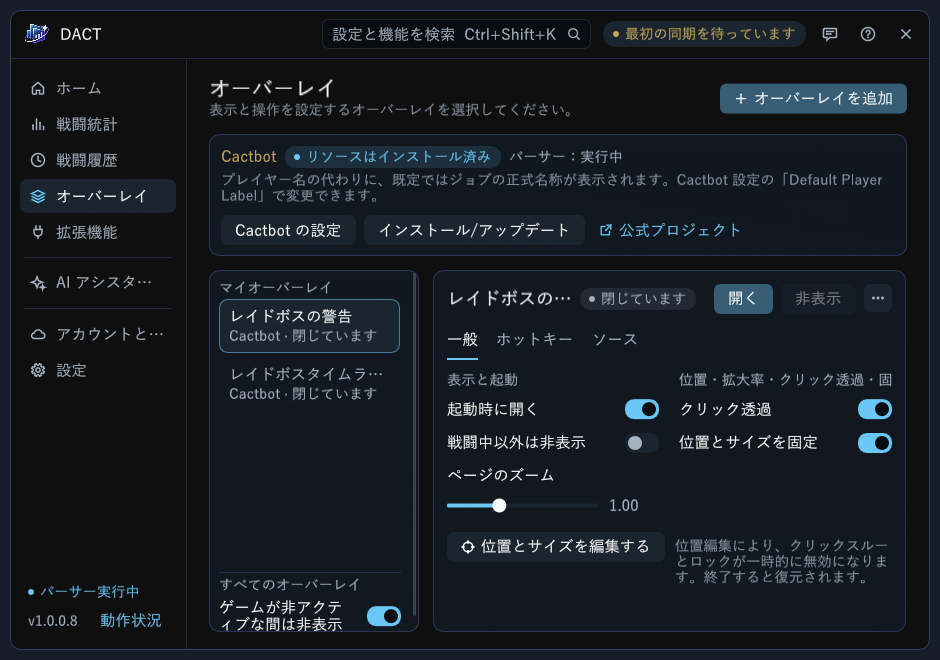 DACT
設定と機能を検索 Ctrl+Shift+K
最初の同期を待っています
ホーム
戦闘統計
戦闘履歴
オーバーレイ
拡張機能
AI アシスタ…
アカウントと…
設定
パーサー実行中
v1.0.0.8 動作状況
オーバーレイ
表示と操作を設定するオーバーレイを選択してください。
+ オーバーレイを追加
Cactbot リソースはインストール済み パーサー：実行中
プレイヤー名の代わりに、既定ではジョブの正式名称が表示されます。Cactbot 設定の「Default Player
Label」で変更できます。
Cactbot の設定
インストール/アップデート
公式プロジェクト
マイオーバーレイ
レイドボスの警告
Cactbot · 閉じています
レイドボスタイムラ…
Cactbot · 閉じています
すべてのオーバーレイ
ゲームが非アクテ
ィブな間は非表示
レイドボスの… 閉じています 開く 非表示 …
一般 ホットキー ソース
表示と起動
起動時に開く
戦闘中以外は非表示
ページのズーム
1.00
位置・拡大率・クリック透過・固
クリック透過
位置とサイズを固定
位置とサイズを編集する
位置編集により、クリックスルー
とロックが一時的に無効になりま
す。終了すると復元されます。